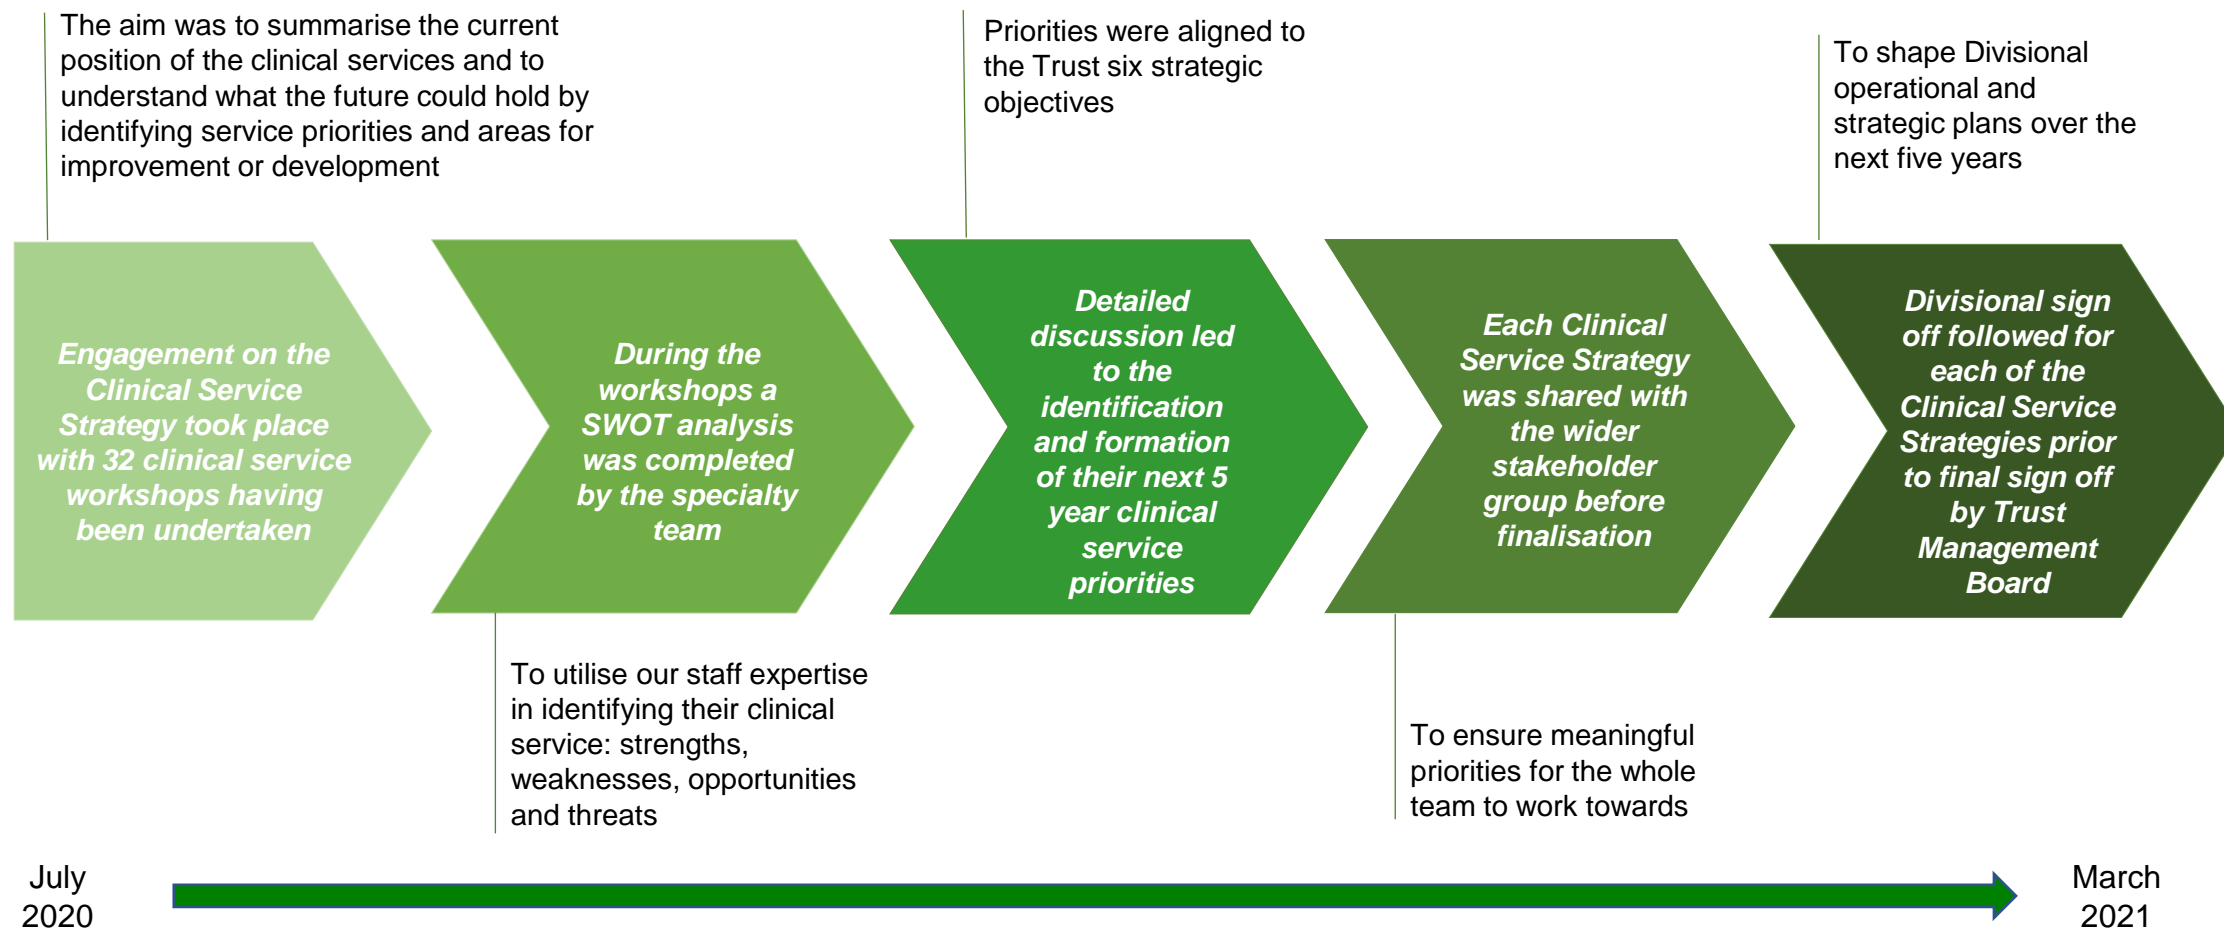 The aim was to summarise the current
position of the clinical services and to
understand what the future could hold by
identifying service priorities and areas for
improvement or development
Priorities were aligned to
the Trust six strategic
objectives
To shape Divisional
operational and
strategic plans over the
next five years
Engagement on the
Clinical Service
Strategy took place
with 32 clinical service
workshops having
been undertaken
During the
workshops a
SWOT analysis
was completed
by the specialty
team
Detailed
discussion led
to the
identification
and formation
of their next 5
year clinical
service
priorities
Each Clinical
Service Strategy
was shared with
the wider
stakeholder
group before
finalisation
Divisional sign
off followed for
each of the
Clinical Service
Strategies prior
to final sign off
by Trust
Management
Board
To utilise our staff expertise
in identifying their clinical
service: strengths,
weaknesses, opportunities
and threats
To ensure meaningful
priorities for the whole
team to work towards
July
2020
March
2021